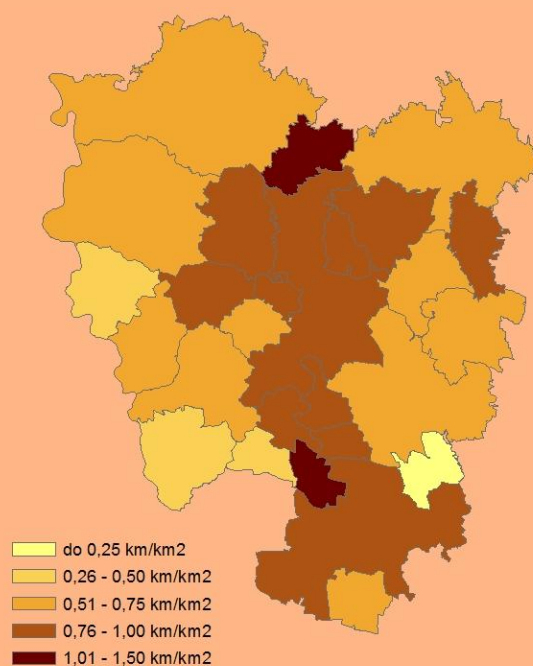 do 0,25 km/km2
0,26 - 0,50 km/km2
0,51 - 0,75 km/km2
0,76 - 1,00 km/km2
1,01 - 1,50 km/km2